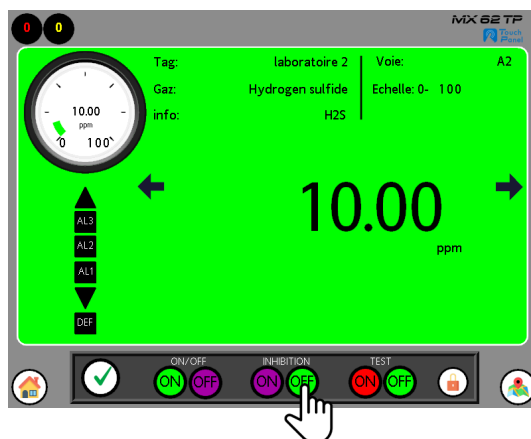 0 0 MX 62 TP
Touch Panel
Tag: laboratoire 2 Voie: A2
Gaz: Hydrogen sulfide Echelle: 0- 100
info: H2S
10.00
ppm
0 100
10.00
ppm
AL3
AL2
AL1
DEF
ON/OFF INHIBITION TEST
ON OFF ON OFF ON OFF